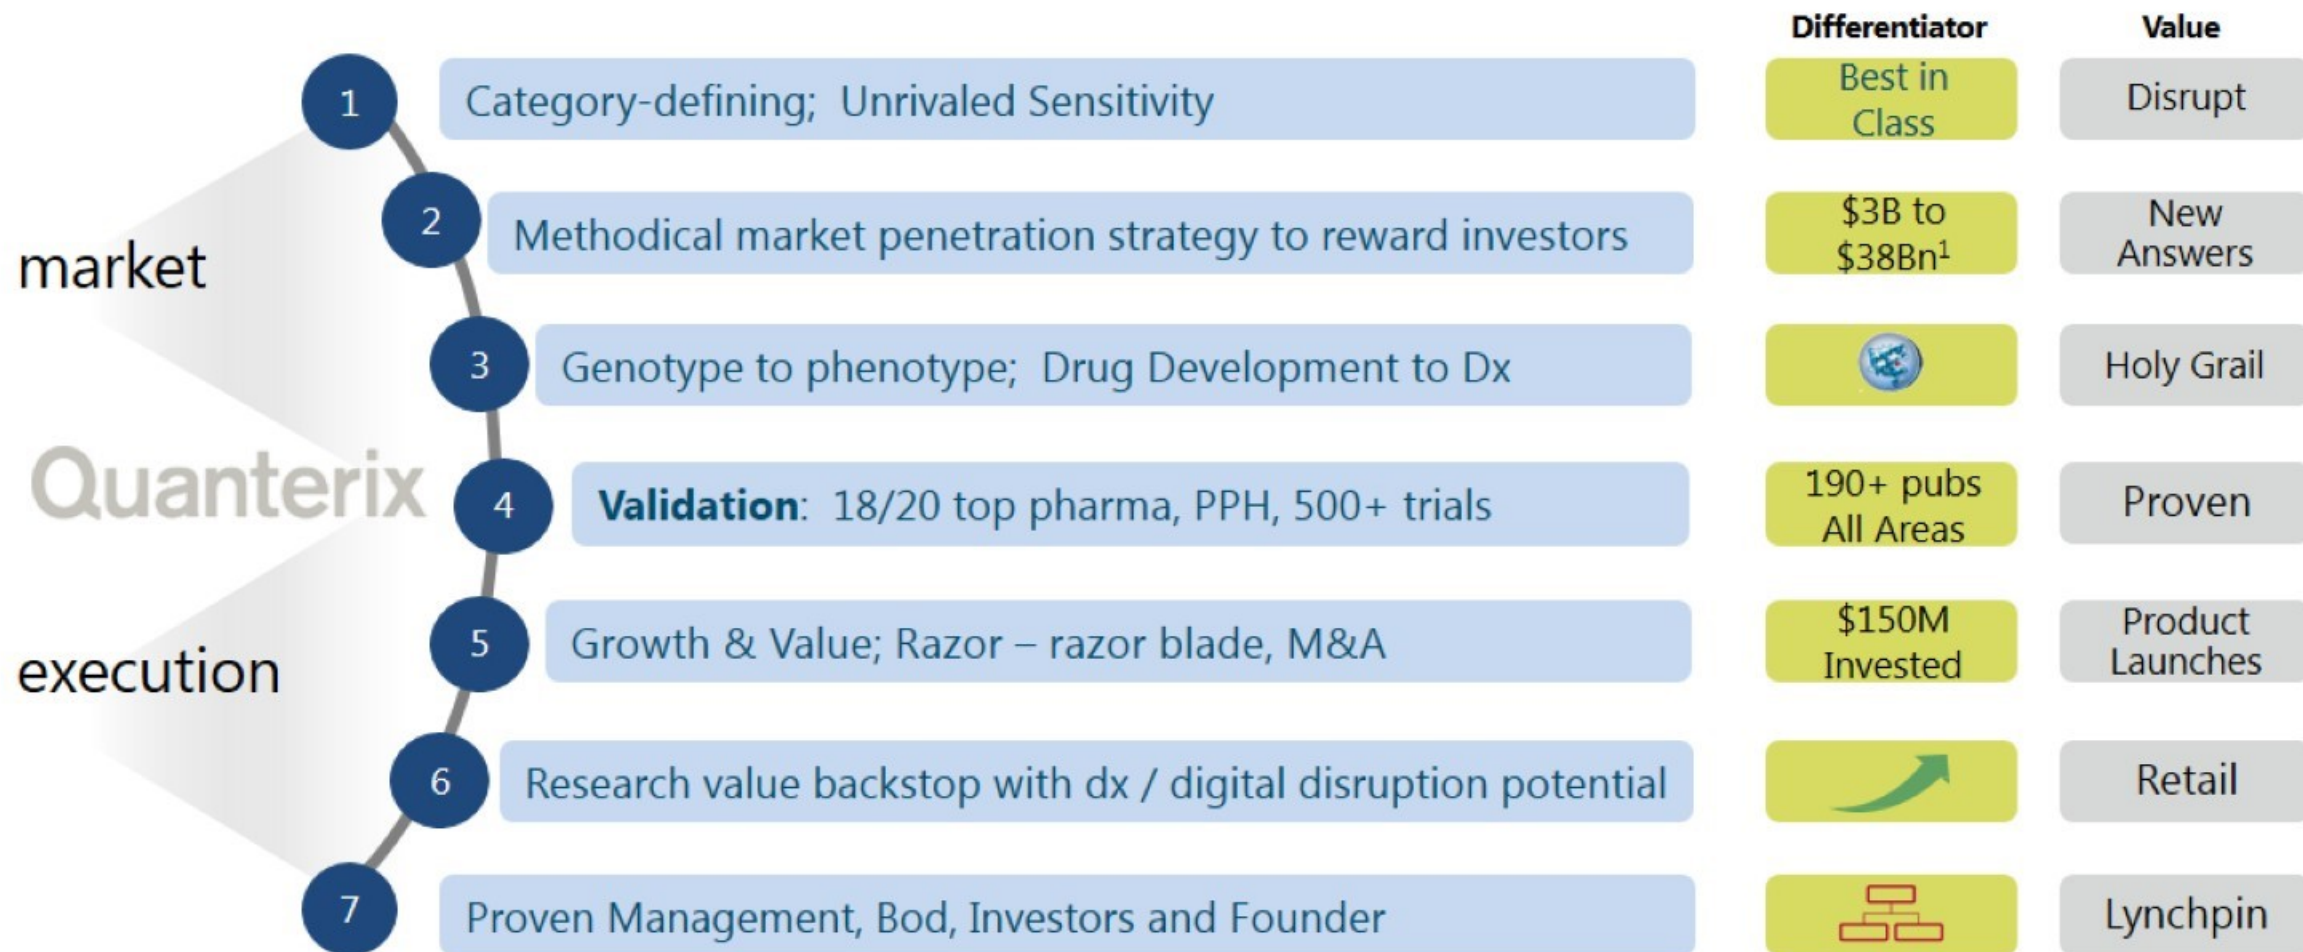 Differentiator Value
1 Category-defining; Unrivaled Sensitivity Best in Class Disrupt
2 Methodical market penetration strategy to reward investors $3B to $38Bn¹ New Answers
market
3 Genotype to phenotype; Drug Development to Dx Holy Grail
Quanterix
4 Validation: 18/20 top pharma, PPH, 500+ trials 190+ pubs All Areas Proven
5 Growth & Value; Razor – razor blade, M&A $150M Invested Product Launches
execution
6 Research value backstop with dx / digital disruption potential Retail
7 Proven Management, Bod, Investors and Founder Lynchpin